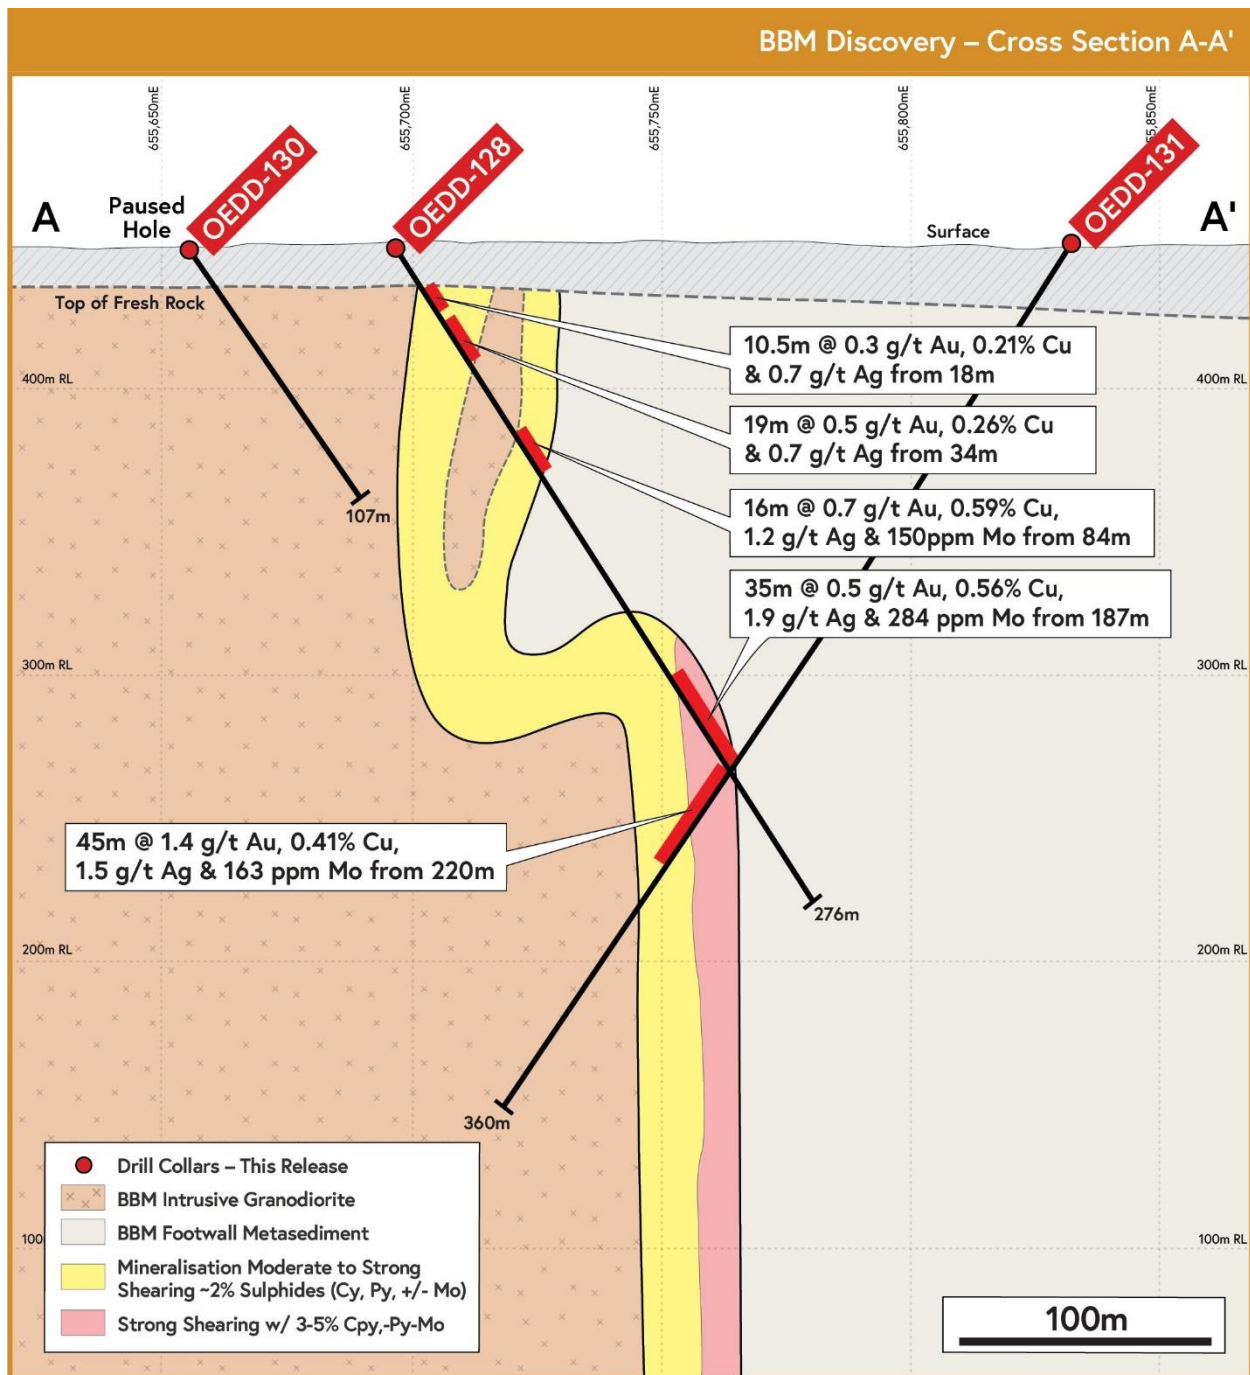 BBM Discovery – Cross Section A-A'
655,650mE
655,700mE
655,750mE
655,800mE
655,850mE
OEDD-130
OEDD-128
OEDD-131
A
Paused
Hole
Surface
A'
Top of Fresh Rock
10.5m @ 0.3 g/t Au, 0.21% Cu
& 0.7 g/t Ag from 18m
400m RL
400m RL
19m @ 0.5 g/t Au, 0.26% Cu
& 0.7 g/t Ag from 34m
107m
16m @ 0.7 g/t Au, 0.59% Cu,
1.2 g/t Ag & 150ppm Mo from 84m
35m @ 0.5 g/t Au, 0.56% Cu,
1.9 g/t Ag & 284 ppm Mo from 187m
300m RL
300m RL
45m @ 1.4 g/t Au, 0.41% Cu,
1.5 g/t Ag & 163 ppm Mo from 220m
276m
200m RL
200m RL
360m
Drill Collars – This Release
BBM Intrusive Granodiorite
BBM Footwall Metasediment
100
100m RL
Mineralisation Moderate to Strong
Shearing ~2% Sulphides (Cy, Py, +/- Mo)
Strong Shearing w/ 3-5% Cpy,-Py-Mo
100m